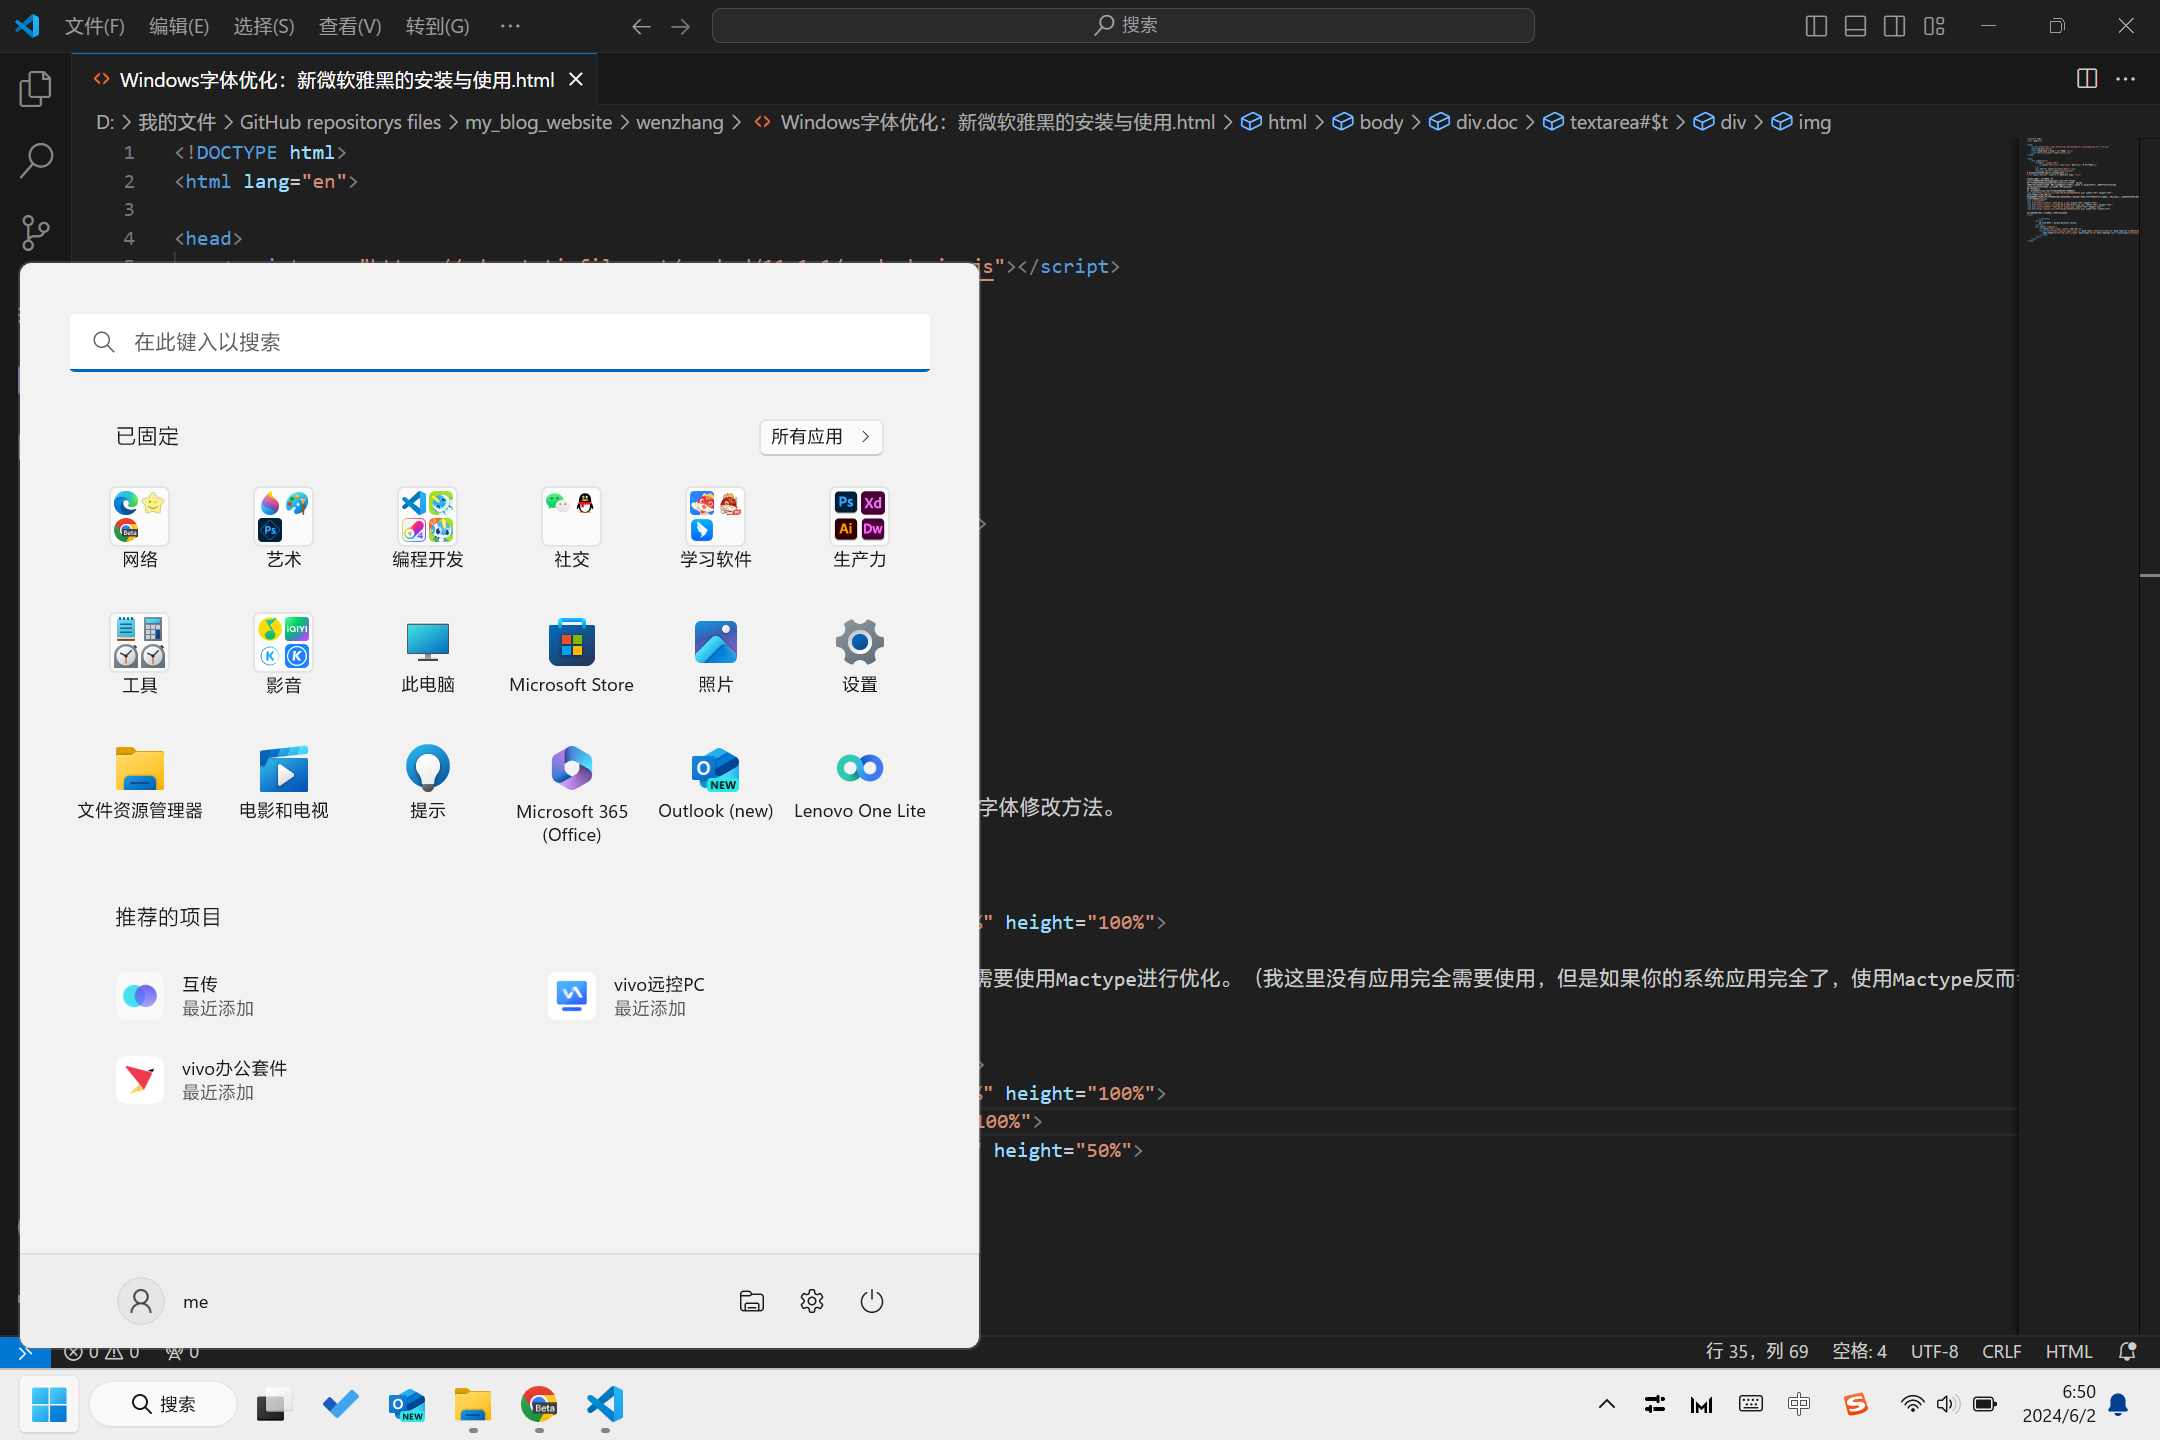 文件(F) 编辑(E) 选择(S) 查看(V) 转到(G) ···
搜索
Windows字体优化：新微软雅黑的安装与使用.html
D: > 我的文件 > GitHub repositorys files > my_blog_website > wenzhang > Windows字体优化：新微软雅黑的安装与使用.html > html > body > div.doc > textarea#$t > div > img
1 <!DOCTYPE html>
2 <html lang="en">
3
4 <head>
s"></script>
在此键入以搜索
已固定
所有应用 >
网络 艺术 编程开发 社交 学习软件 生产力
工具 影音 此电脑 Microsoft Store 照片 设置
文件资源管理器 电影和电视 提示 Microsoft 365 (Office) Outlook (new) Lenovo One Lite
字体修改方法。
推荐的项目
" height="100%">
互传
最近添加
vivo远控PC
最近添加
需要使用Mactype进行优化。（我这里没有应用完全需要使用，但是如果你的系统应用完全了，使用Mactype反而
vivo办公套件
最近添加
" height="100%">
100%">
height="50%">
me
0 0 0
行 35，列 69 空格: 4 UTF-8 CRLF HTML
搜索
中
6:50
2024/6/2